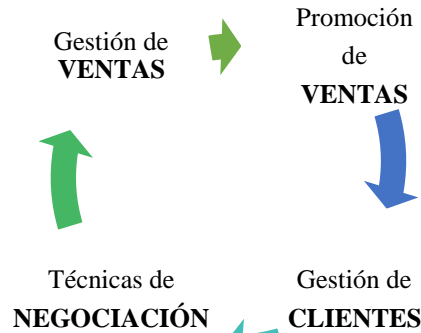 Gestión de
VENTAS
Promoción
de
VENTAS
Técnicas de
NEGOCIACIÓN
Gestión de
CLIENTES